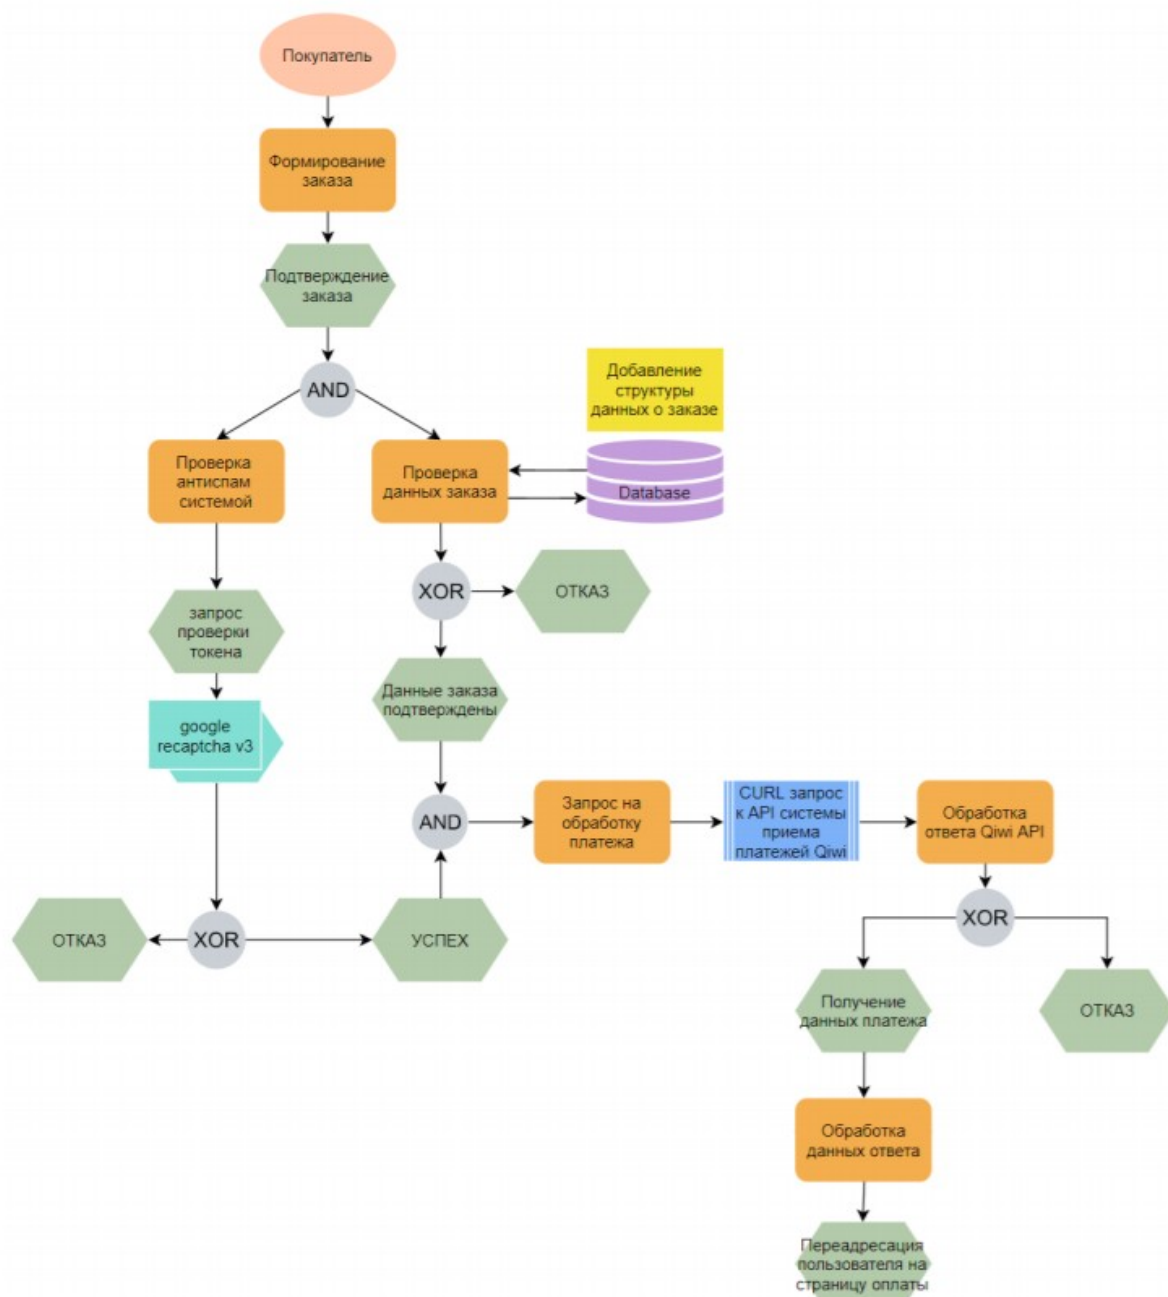 Покупатель
Формирование
заказа
Подтверждение
заказа
AND
Добавление
структуры
данных о заказе
Проверка
антиспам
системой
Проверка
данных заказа
Database
XOR
ОТКАЗ
запрос
проверки
токена
Данные заказа
подтверждены
google
recaptcha v3
AND
Запрос на
обработку
платежа
CURL запрос
к API системы
приема
платежей Qiwi
Обработка
ответа Qiwi API
ОТКАЗ
XOR
УСПЕХ
XOR
Получение
данных платежа
ОТКАЗ
Обработка
данных ответа
Переадресация
пользователя на
страницу оплаты